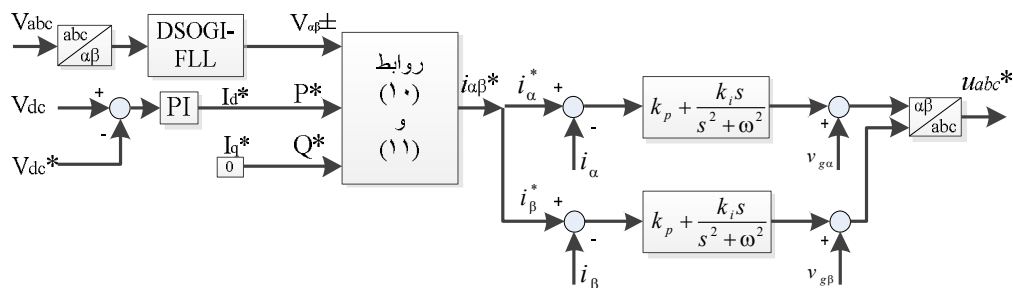 Vabc
abc
αβ
DSOGI-
FLL
Vαβ±
Vdc
+
-
PI
Id*
P*
Vdc*
Iq*
0
Q*
روابط
(۱۰)
و
(۱۱)
iαβ*
iα*
+
-
iα
kp + kis / s² + ω²
+
+
vgα
αβ
abc
uabc*
iβ*
+
-
iβ
kp + kis / s² + ω²
+
+
vgβ